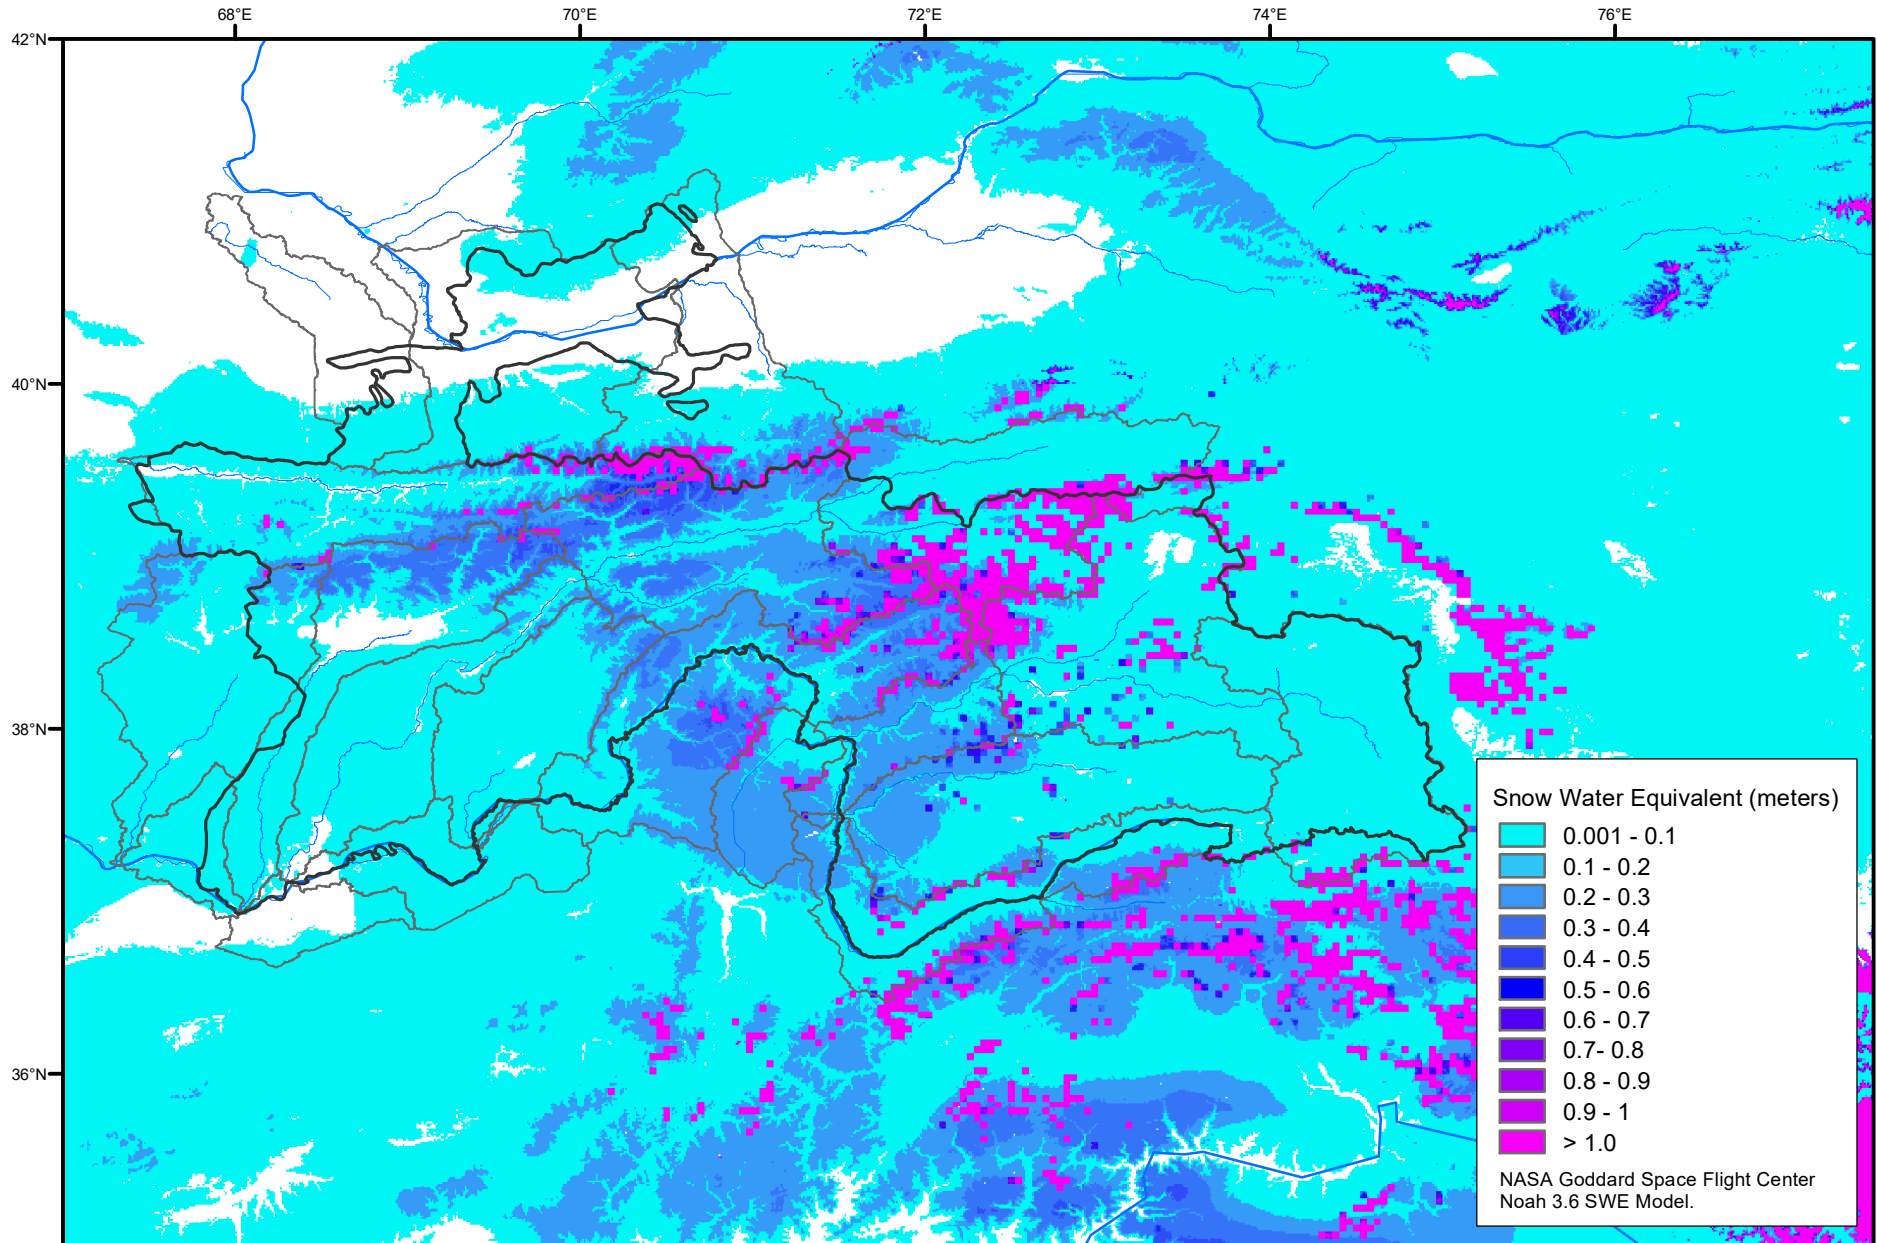 68°E 70°E 72°E 74°E 76°E
42°N
40°N
38°N
36°N
Snow Water Equivalent (meters)
0.001 - 0.1
0.1 - 0.2
0.2 - 0.3
0.3 - 0.4
0.4 - 0.5
0.5 - 0.6
0.6 - 0.7
0.7- 0.8
0.8 - 0.9
0.9 - 1
> 1.0
NASA Goddard Space Flight Center
Noah 3.6 SWE Model.